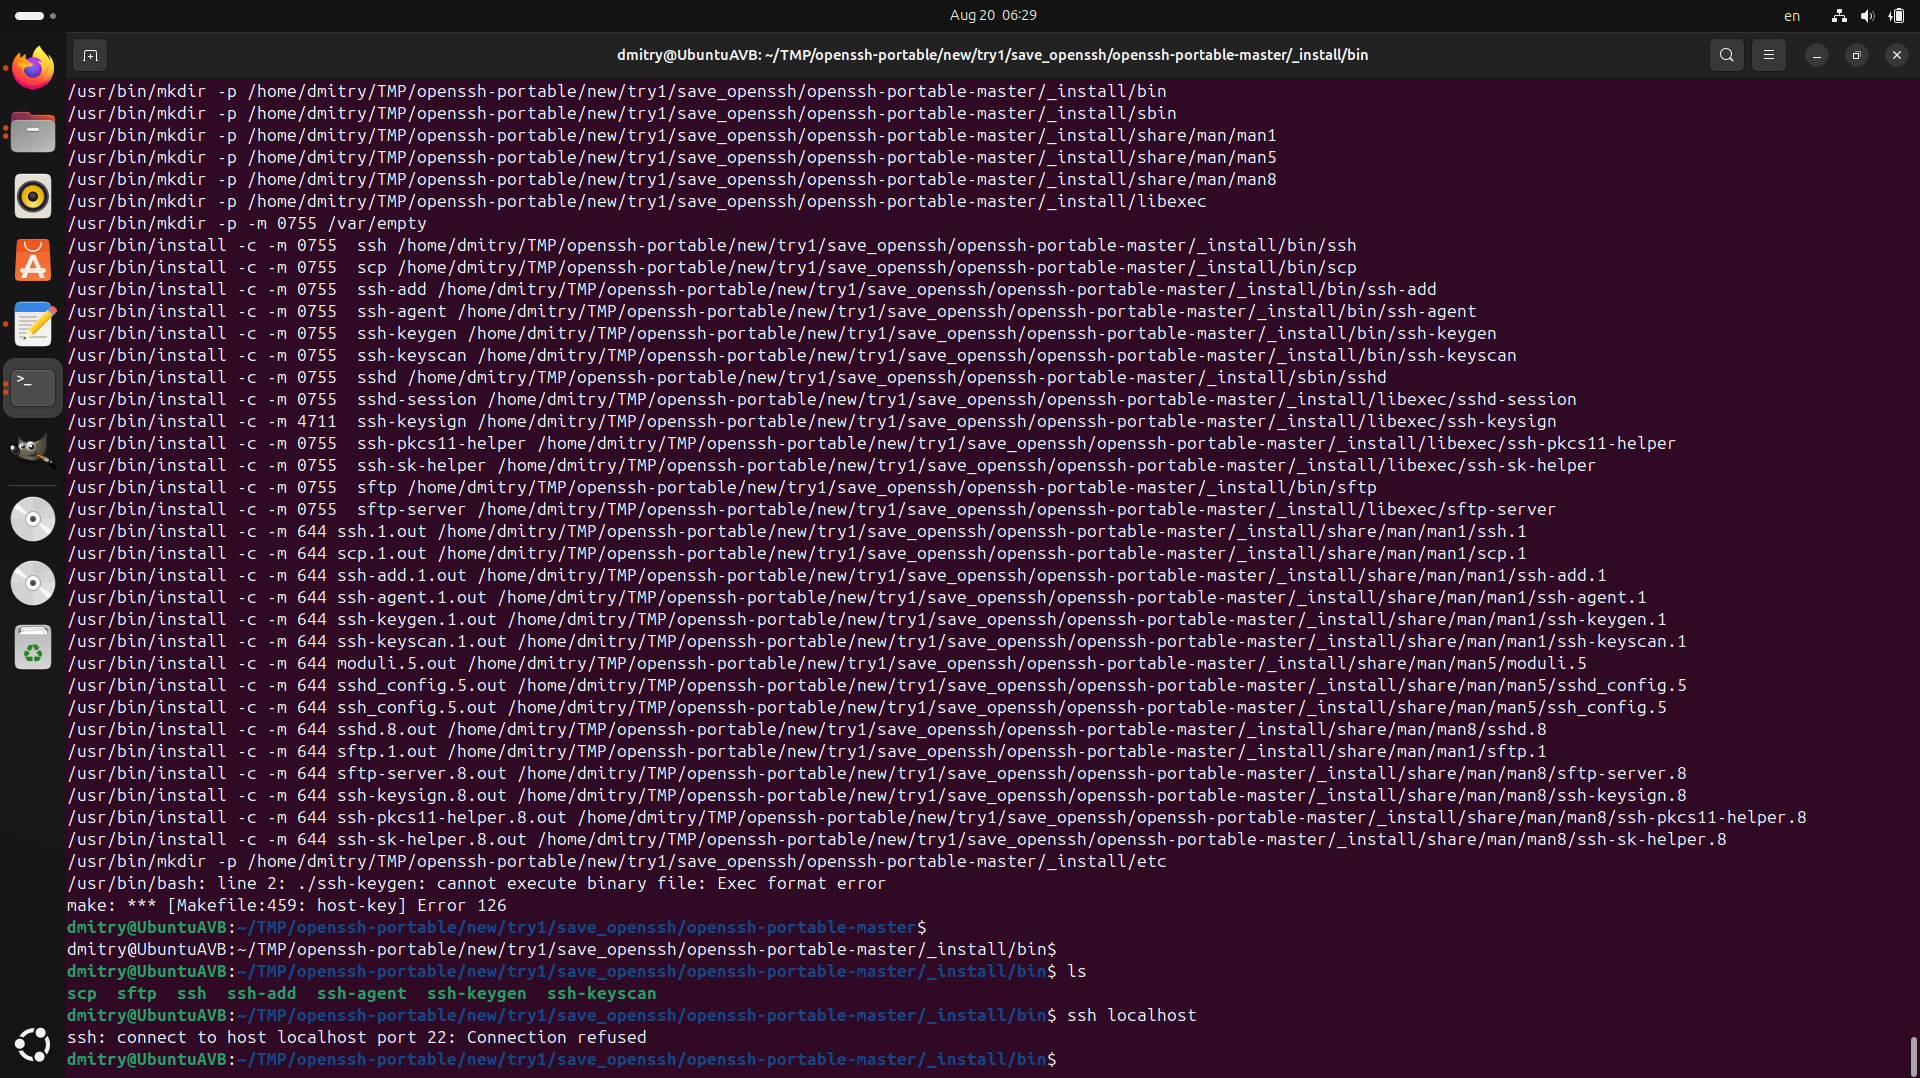 Aug 20 06:29
en
dmitry@UbuntuAVB: ~/TMP/openssh-portable/new/try1/save_openssh/openssh-portable-master/_install/bin
/usr/bin/mkdir -p /home/dmitry/TMP/openssh-portable/new/try1/save_openssh/openssh-portable-master/_install/bin
/usr/bin/mkdir -p /home/dmitry/TMP/openssh-portable/new/try1/save_openssh/openssh-portable-master/_install/sbin
/usr/bin/mkdir -p /home/dmitry/TMP/openssh-portable/new/try1/save_openssh/openssh-portable-master/_install/share/man/man1
/usr/bin/mkdir -p /home/dmitry/TMP/openssh-portable/new/try1/save_openssh/openssh-portable-master/_install/share/man/man5
/usr/bin/mkdir -p /home/dmitry/TMP/openssh-portable/new/try1/save_openssh/openssh-portable-master/_install/share/man/man8
/usr/bin/mkdir -p /home/dmitry/TMP/openssh-portable/new/try1/save_openssh/openssh-portable-master/_install/libexec
/usr/bin/mkdir -p -m 0755 /var/empty
/usr/bin/install -c -m 0755  ssh /home/dmitry/TMP/openssh-portable/new/try1/save_openssh/openssh-portable-master/_install/bin/ssh
/usr/bin/install -c -m 0755  scp /home/dmitry/TMP/openssh-portable/new/try1/save_openssh/openssh-portable-master/_install/bin/scp
/usr/bin/install -c -m 0755  ssh-add /home/dmitry/TMP/openssh-portable/new/try1/save_openssh/openssh-portable-master/_install/bin/ssh-add
/usr/bin/install -c -m 0755  ssh-agent /home/dmitry/TMP/openssh-portable/new/try1/save_openssh/openssh-portable-master/_install/bin/ssh-agent
/usr/bin/install -c -m 0755  ssh-keygen /home/dmitry/TMP/openssh-portable/new/try1/save_openssh/openssh-portable-master/_install/bin/ssh-keygen
/usr/bin/install -c -m 0755  ssh-keyscan /home/dmitry/TMP/openssh-portable/new/try1/save_openssh/openssh-portable-master/_install/bin/ssh-keyscan
/usr/bin/install -c -m 0755  sshd /home/dmitry/TMP/openssh-portable/new/try1/save_openssh/openssh-portable-master/_install/sbin/sshd
/usr/bin/install -c -m 0755  sshd-session /home/dmitry/TMP/openssh-portable/new/try1/save_openssh/openssh-portable-master/_install/libexec/sshd-session
/usr/bin/install -c -m 4711  ssh-keysign /home/dmitry/TMP/openssh-portable/new/try1/save_openssh/openssh-portable-master/_install/libexec/ssh-keysign
/usr/bin/install -c -m 0755  ssh-pkcs11-helper /home/dmitry/TMP/openssh-portable/new/try1/save_openssh/openssh-portable-master/_install/libexec/ssh-pkcs11-helper
/usr/bin/install -c -m 0755  ssh-sk-helper /home/dmitry/TMP/openssh-portable/new/try1/save_openssh/openssh-portable-master/_install/libexec/ssh-sk-helper
/usr/bin/install -c -m 0755  sftp /home/dmitry/TMP/openssh-portable/new/try1/save_openssh/openssh-portable-master/_install/bin/sftp
/usr/bin/install -c -m 0755  sftp-server /home/dmitry/TMP/openssh-portable/new/try1/save_openssh/openssh-portable-master/_install/libexec/sftp-server
/usr/bin/install -c -m 644 ssh.1.out /home/dmitry/TMP/openssh-portable/new/try1/save_openssh/openssh-portable-master/_install/share/man/man1/ssh.1
/usr/bin/install -c -m 644 scp.1.out /home/dmitry/TMP/openssh-portable/new/try1/save_openssh/openssh-portable-master/_install/share/man/man1/scp.1
/usr/bin/install -c -m 644 ssh-add.1.out /home/dmitry/TMP/openssh-portable/new/try1/save_openssh/openssh-portable-master/_install/share/man/man1/ssh-add.1
/usr/bin/install -c -m 644 ssh-agent.1.out /home/dmitry/TMP/openssh-portable/new/try1/save_openssh/openssh-portable-master/_install/share/man/man1/ssh-agent.1
/usr/bin/install -c -m 644 ssh-keygen.1.out /home/dmitry/TMP/openssh-portable/new/try1/save_openssh/openssh-portable-master/_install/share/man/man1/ssh-keygen.1
/usr/bin/install -c -m 644 ssh-keyscan.1.out /home/dmitry/TMP/openssh-portable/new/try1/save_openssh/openssh-portable-master/_install/share/man/man1/ssh-keyscan.1
/usr/bin/install -c -m 644 moduli.5.out /home/dmitry/TMP/openssh-portable/new/try1/save_openssh/openssh-portable-master/_install/share/man/man5/moduli.5
/usr/bin/install -c -m 644 sshd_config.5.out /home/dmitry/TMP/openssh-portable/new/try1/save_openssh/openssh-portable-master/_install/share/man/man5/sshd_config.5
/usr/bin/install -c -m 644 ssh_config.5.out /home/dmitry/TMP/openssh-portable/new/try1/save_openssh/openssh-portable-master/_install/share/man/man5/ssh_config.5
/usr/bin/install -c -m 644 sshd.8.out /home/dmitry/TMP/openssh-portable/new/try1/save_openssh/openssh-portable-master/_install/share/man/man8/sshd.8
/usr/bin/install -c -m 644 sftp.1.out /home/dmitry/TMP/openssh-portable/new/try1/save_openssh/openssh-portable-master/_install/share/man/man1/sftp.1
/usr/bin/install -c -m 644 sftp-server.8.out /home/dmitry/TMP/openssh-portable/new/try1/save_openssh/openssh-portable-master/_install/share/man/man8/sftp-server.8
/usr/bin/install -c -m 644 ssh-keysign.8.out /home/dmitry/TMP/openssh-portable/new/try1/save_openssh/openssh-portable-master/_install/share/man/man8/ssh-keysign.8
/usr/bin/install -c -m 644 ssh-pkcs11-helper.8.out /home/dmitry/TMP/openssh-portable/new/try1/save_openssh/openssh-portable-master/_install/share/man/man8/ssh-pkcs11-helper.8
/usr/bin/install -c -m 644 ssh-sk-helper.8.out /home/dmitry/TMP/openssh-portable/new/try1/save_openssh/openssh-portable-master/_install/share/man/man8/ssh-sk-helper.8
/usr/bin/mkdir -p /home/dmitry/TMP/openssh-portable/new/try1/save_openssh/openssh-portable-master/_install/etc
/usr/bin/bash: line 2: ./ssh-keygen: cannot execute binary file: Exec format error
make: *** [Makefile:459: host-key] Error 126
dmitry@UbuntuAVB:~/TMP/openssh-portable/new/try1/save_openssh/openssh-portable-master$
dmitry@UbuntuAVB:~/TMP/openssh-portable/new/try1/save_openssh/openssh-portable-master/_install/bin$
dmitry@UbuntuAVB:~/TMP/openssh-portable/new/try1/save_openssh/openssh-portable-master/_install/bin$ ls
scp  sftp  ssh  ssh-add  ssh-agent  ssh-keygen  ssh-keyscan
dmitry@UbuntuAVB:~/TMP/openssh-portable/new/try1/save_openssh/openssh-portable-master/_install/bin$ ssh localhost
ssh: connect to host localhost port 22: Connection refused
dmitry@UbuntuAVB:~/TMP/openssh-portable/new/try1/save_openssh/openssh-portable-master/_install/bin$